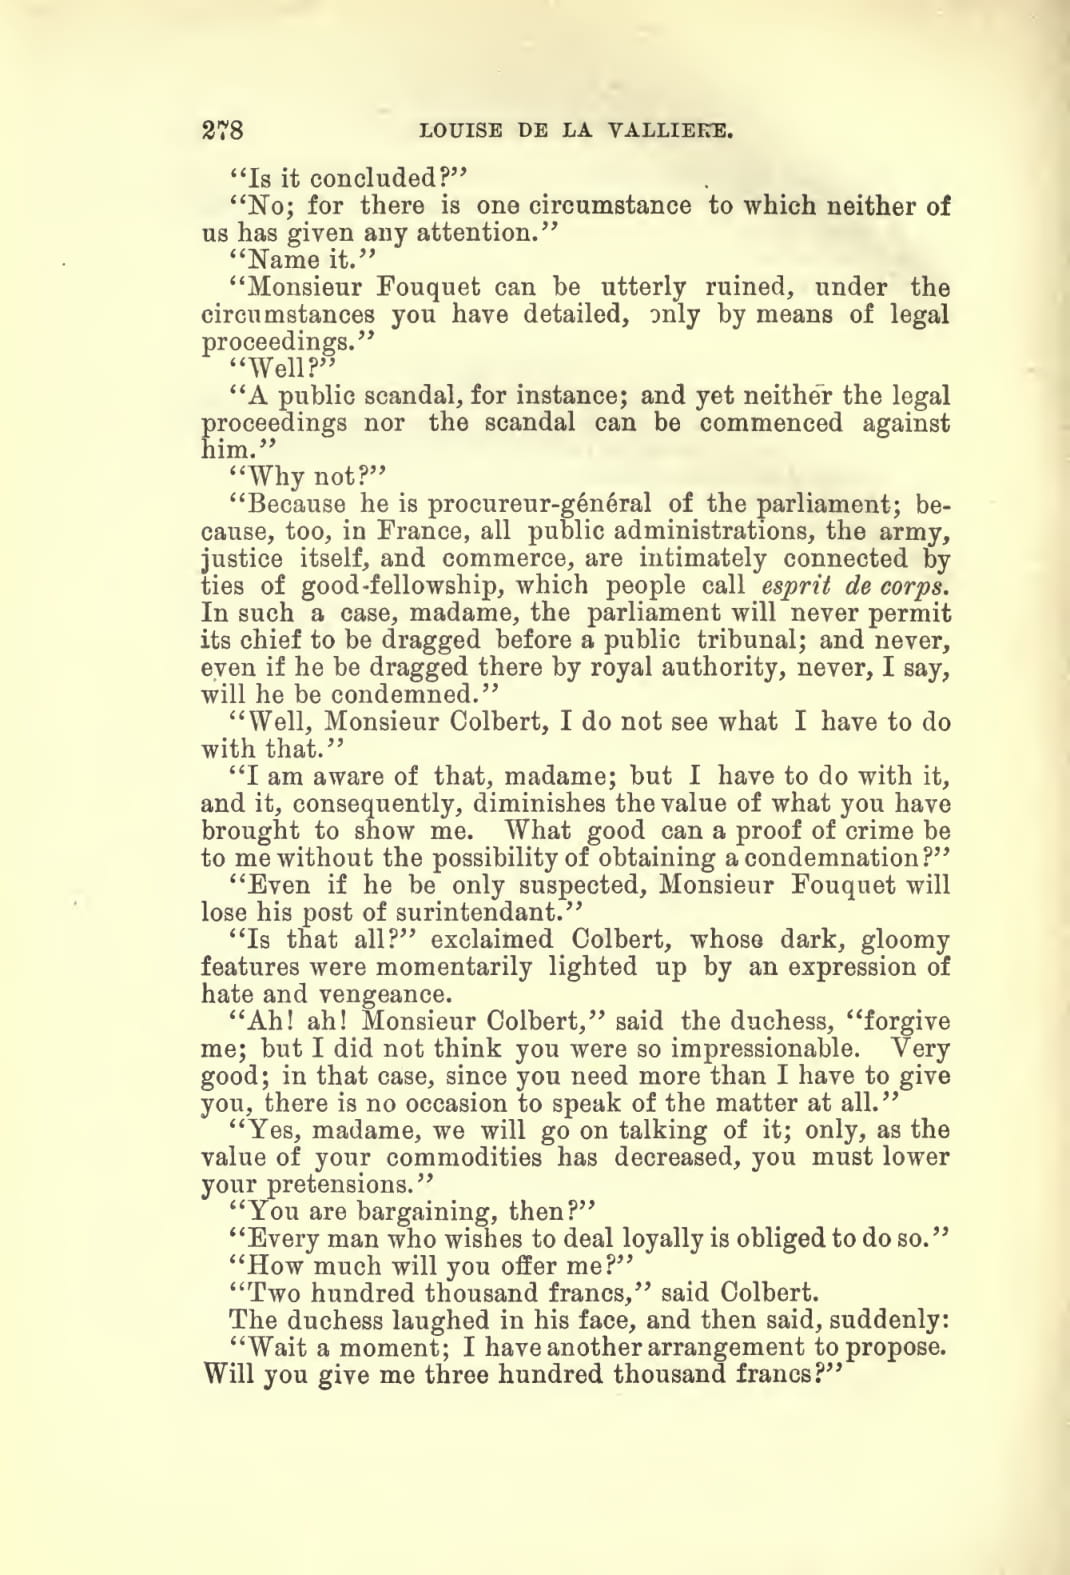 278 LOUISE DE LA VALLIERE.
“Is it concluded?”
“No; for there is one circumstance to which neither of
us has given any attention.”
“Name it.”
“Monsieur Fouquet can be utterly ruined, under the
circumstances you have detailed, only by means of legal
proceedings.”
“Well?”
“A public scandal, for instance; and yet neither the legal
proceedings nor the scandal can be commenced against
him.”
“Why not?”
“Because he is procureur-général of the parliament; be-
cause, too, in France, all public administrations, the army,
justice itself, and commerce, are intimately connected by
ties of good-fellowship, which people call esprit de corps.
In such a case, madame, the parliament will never permit
its chief to be dragged before a public tribunal; and never,
even if he be dragged there by royal authority, never, I say,
will he be condemned.”
“Well, Monsieur Colbert, I do not see what I have to do
with that.”
“I am aware of that, madame; but I have to do with it,
and it, consequently, diminishes the value of what you have
brought to show me. What good can a proof of crime be
to me without the possibility of obtaining a condemnation?”
“Even if he be only suspected, Monsieur Fouquet will
lose his post of surintendant.”
“Is that all?” exclaimed Colbert, whose dark, gloomy
features were momentarily lighted up by an expression of
hate and vengeance.
“Ah! ah! Monsieur Colbert,” said the duchess, “forgive
me; but I did not think you were so impressionable. Very
good; in that case, since you need more than I have to give
you, there is no occasion to speak of the matter at all.”
“Yes, madame, we will go on talking of it; only, as the
value of your commodities has decreased, you must lower
your pretensions.”
“You are bargaining, then?”
“Every man who wishes to deal loyally is obliged to do so.”
“How much will you offer me?”
“Two hundred thousand francs,” said Colbert.
The duchess laughed in his face, and then said, suddenly:
“Wait a moment; I have another arrangement to propose.
Will you give me three hundred thousand francs?”